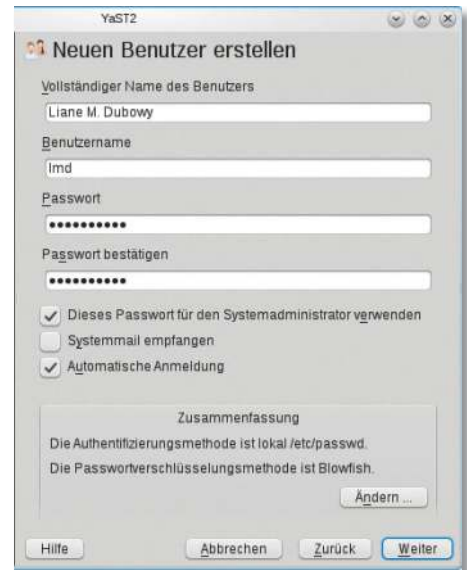 YaST2
Neuen Benutzer erstellen
Vollständiger Name des Benutzers
Liane M. Dubowy
Benutzername
lmd
Passwort
●●●●●●●●●●
Passwort bestätigen
●●●●●●●●●●
Dieses Passwort für den Systemadministrator verwenden
Systemmail empfangen
Automatische Anmeldung
Zusammenfassung
Die Authentifizierungsmethode ist lokal /etc/passwd.
Die Passwortverschlüsselungsmethode ist Blowfish.
Ändern ...
Hilfe Abbrechen Zurück Weiter